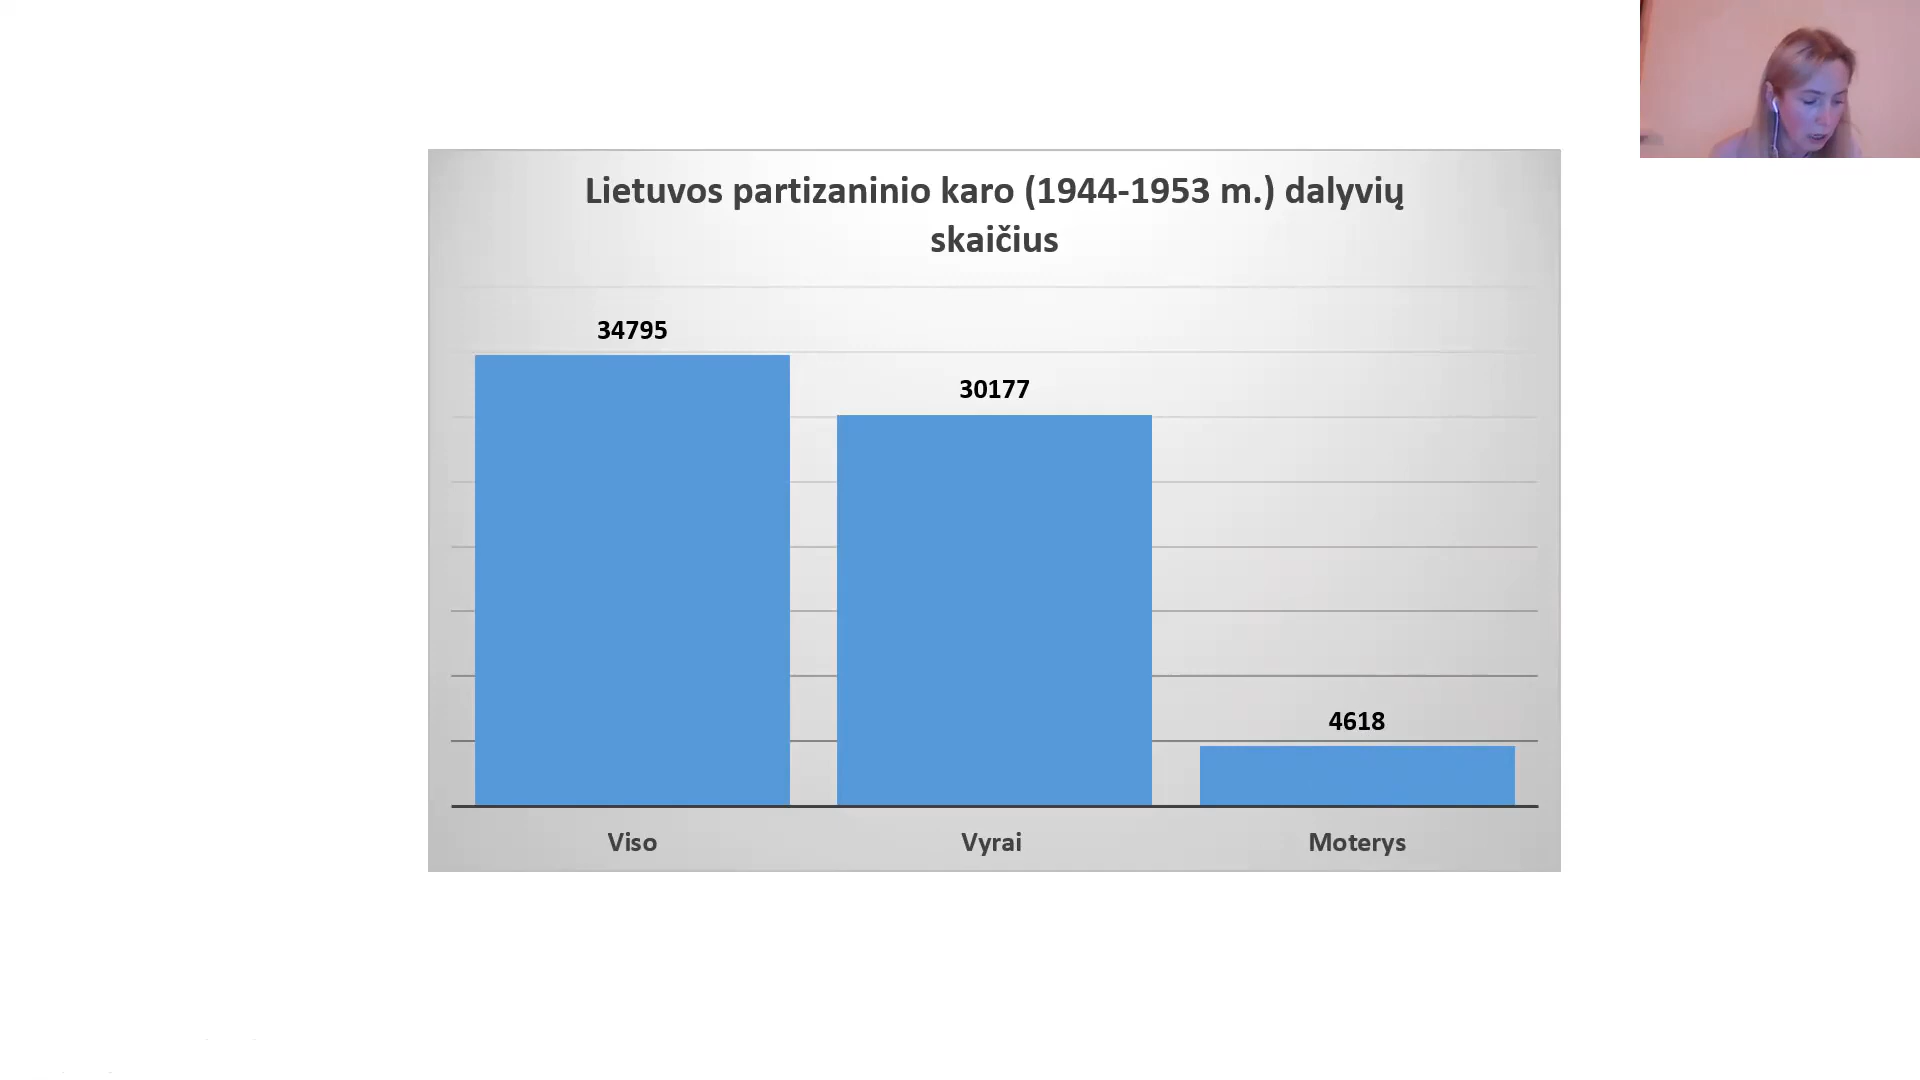 Lietuvos partizaninio karo (1944-1953 m.) dalyvių
skaičius
34795
30177
4618
Viso
Vyrai
Moterys